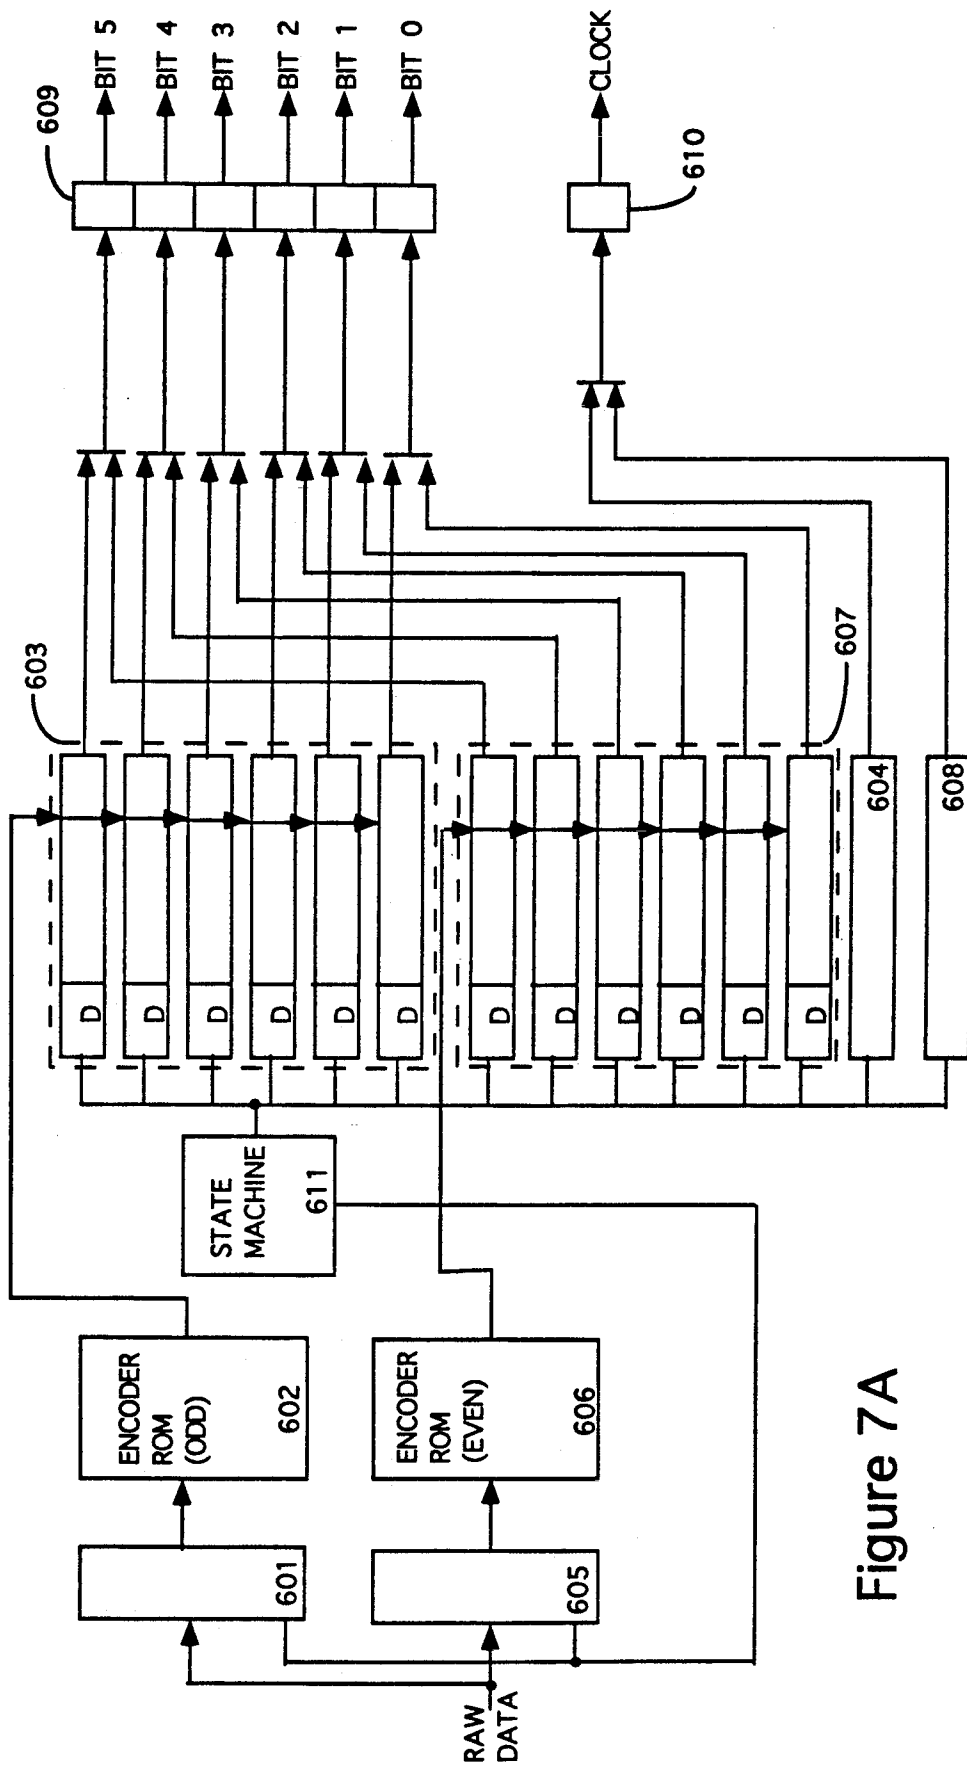 RAW
DATA
601
605
ENCODER
ROM
(ODD)
602
ENCODER
ROM
(EVEN)
606
STATE
MACHINE
611
603
D
D
D
D
D
D
D
D
D
D
D
D
607
604
608
609
BIT 5
BIT 4
BIT 3
BIT 2
BIT 1
BIT 0
610
CLOCK
Figure 7A